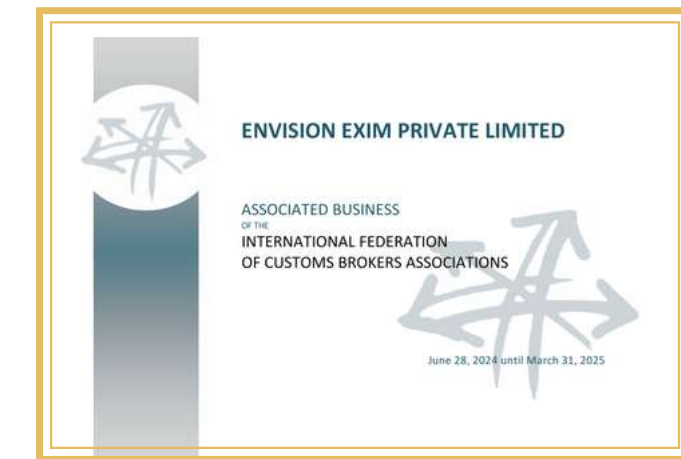 ENVISION EXIM PRIVATE LIMITED
ASSOCIATED BUSINESS
OF THE
INTERNATIONAL FEDERATION
OF CUSTOMS BROKERS ASSOCIATIONS
June 28, 2024 until March 31, 2025